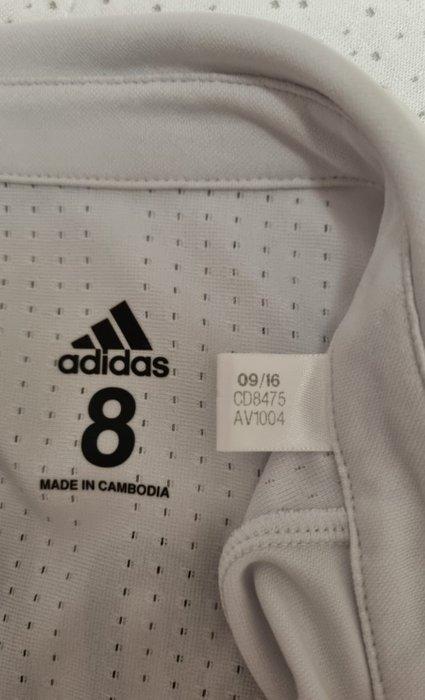 adidas
8
MADE IN CAMBODIA
09/16
CD8475
AV1004